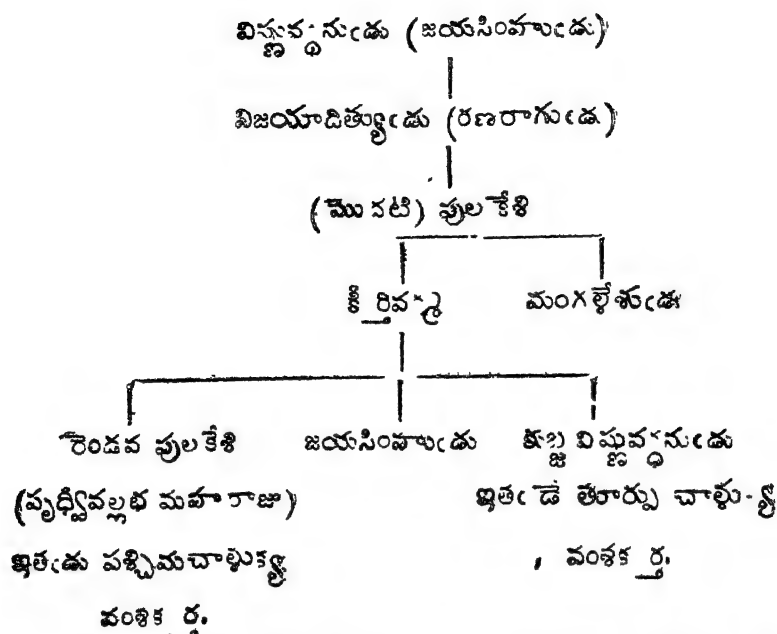 విష్ణువర్ధనుఁడు (జయసింహుఁడు)
విజయాదిత్యుఁడు (రణరాగుఁడు)
(మొదటి) పులకేశి
కీర్తివర్మ మంగళేశుఁడు
రెండవ పులకేశి జయసింహుఁడు కుబ్జ విష్ణువర్ధనుఁడు
(పృథ్వీవల్లభ మహారాజు) ఇతఁడే తూర్పు చాళుక్య
ఇతఁడు పశ్చిమచాళుక్య వంశకర్త.
వంశకర్త.